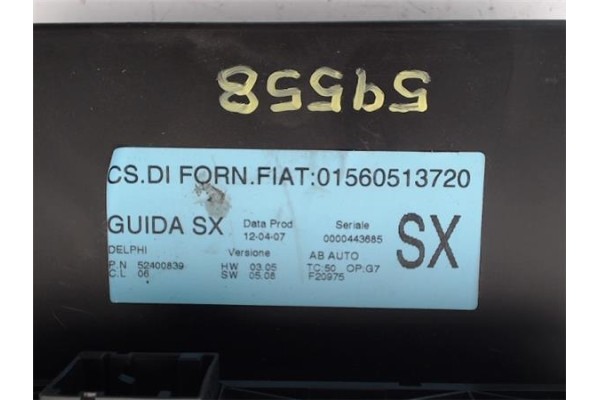 59558
CS.DI FORN.FIAT:01560513720
GUIDA SX Data Prod 12-04-07 Seriale 0000443685 SX
DELPHI Versione AB AUTO
P.N 52400839 HW 03.05 TC:50 OP:G7
C.L 06 SW 05.08 F20975